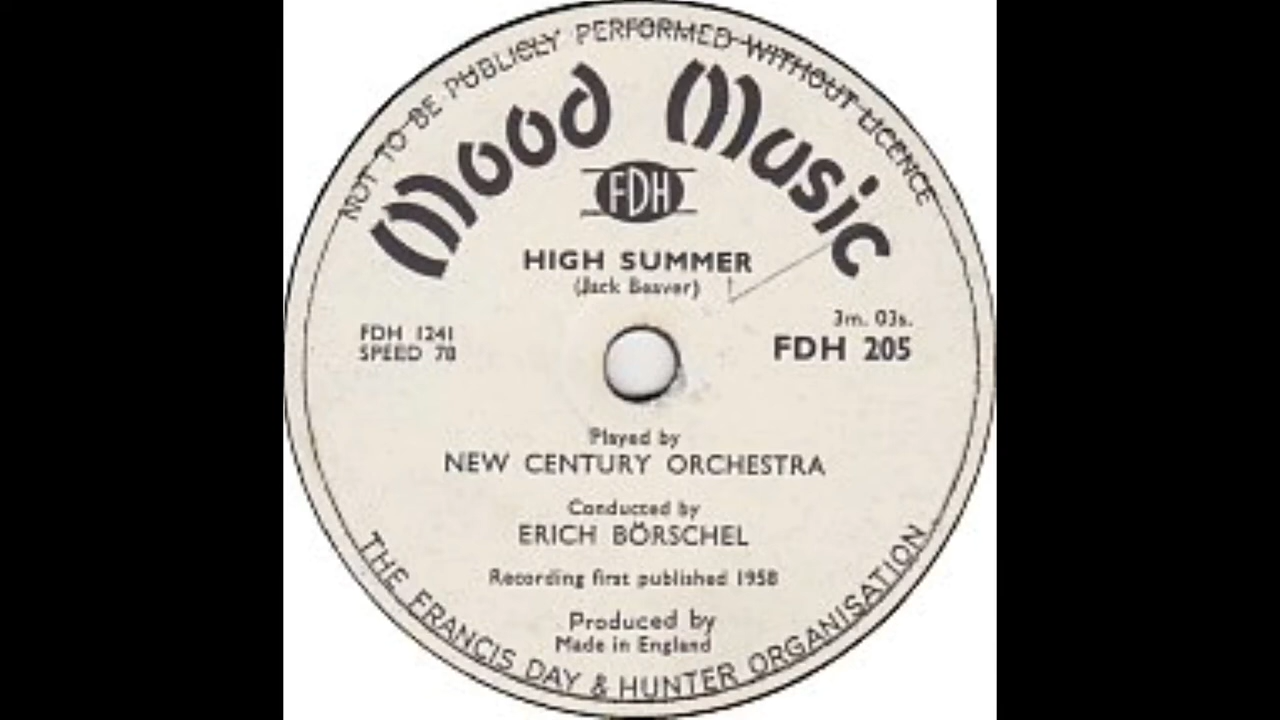 NOT TO BE PUBLICLY PERFORMED WITHOUT LICENCE
Mood Music
FDH
HIGH SUMMER
(Jack Beaver)
3m. 03s.
FDH 1241
SPEED 78
FDH 205
Played by
NEW CENTURY ORCHESTRA
Conducted by
ERICH BÖRSCHEL
Recording first published 1958
Produced by
Made in England
THE FRANCIS DAY & HUNTER ORGANISATION